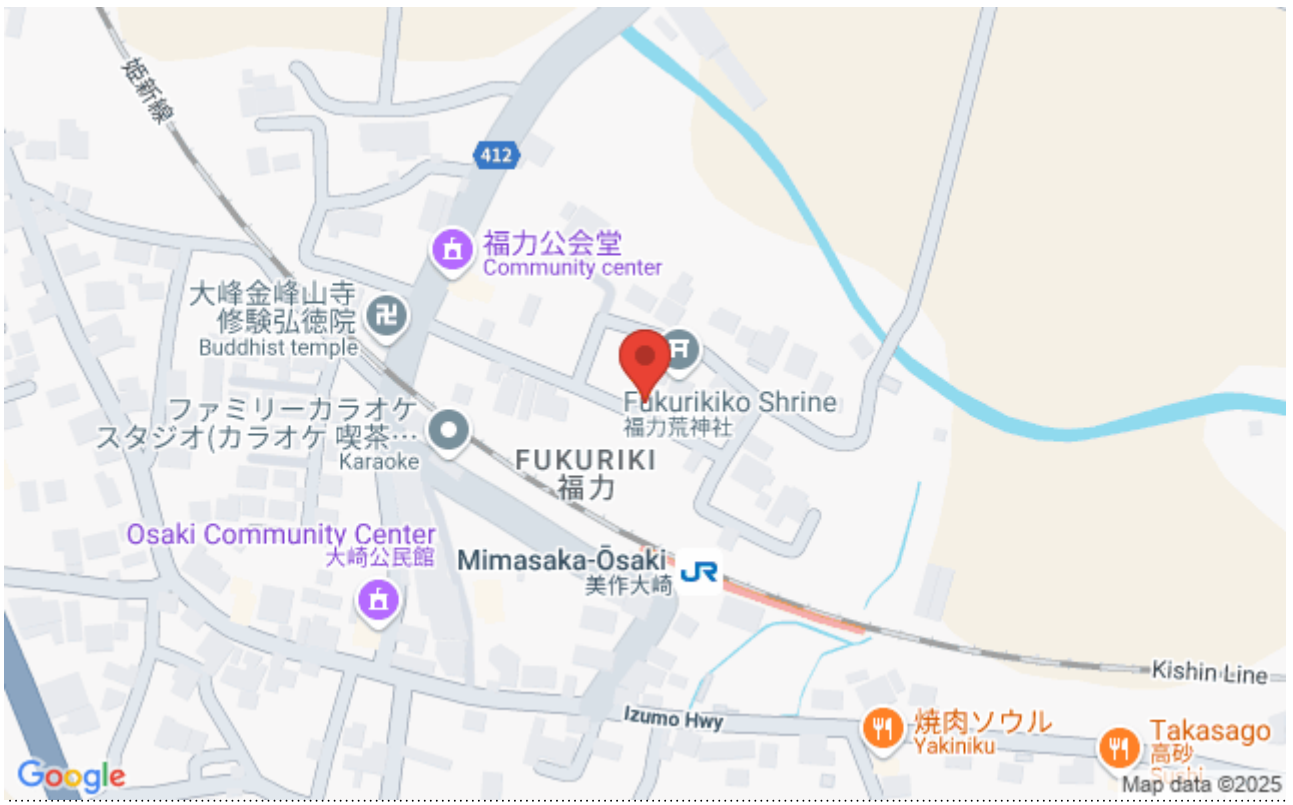 姫新線
412
福力公会堂
Community center
大峰金峰山寺
修験弘徳院
Buddhist temple
Fukurikiko Shrine
福力荒神社
ファミリーカラオケ
スタジオ(カラオケ 喫茶…
Karaoke
FUKURIKI
福力
Osaki Community Center
大崎公民館
Mimasaka-Ōsaki
美作大崎
JR
Kishin Line
Izumo Hwy
焼肉ソウル
Yakiniku
Takasago
高砂
Sushi
Google
Map data ©2025